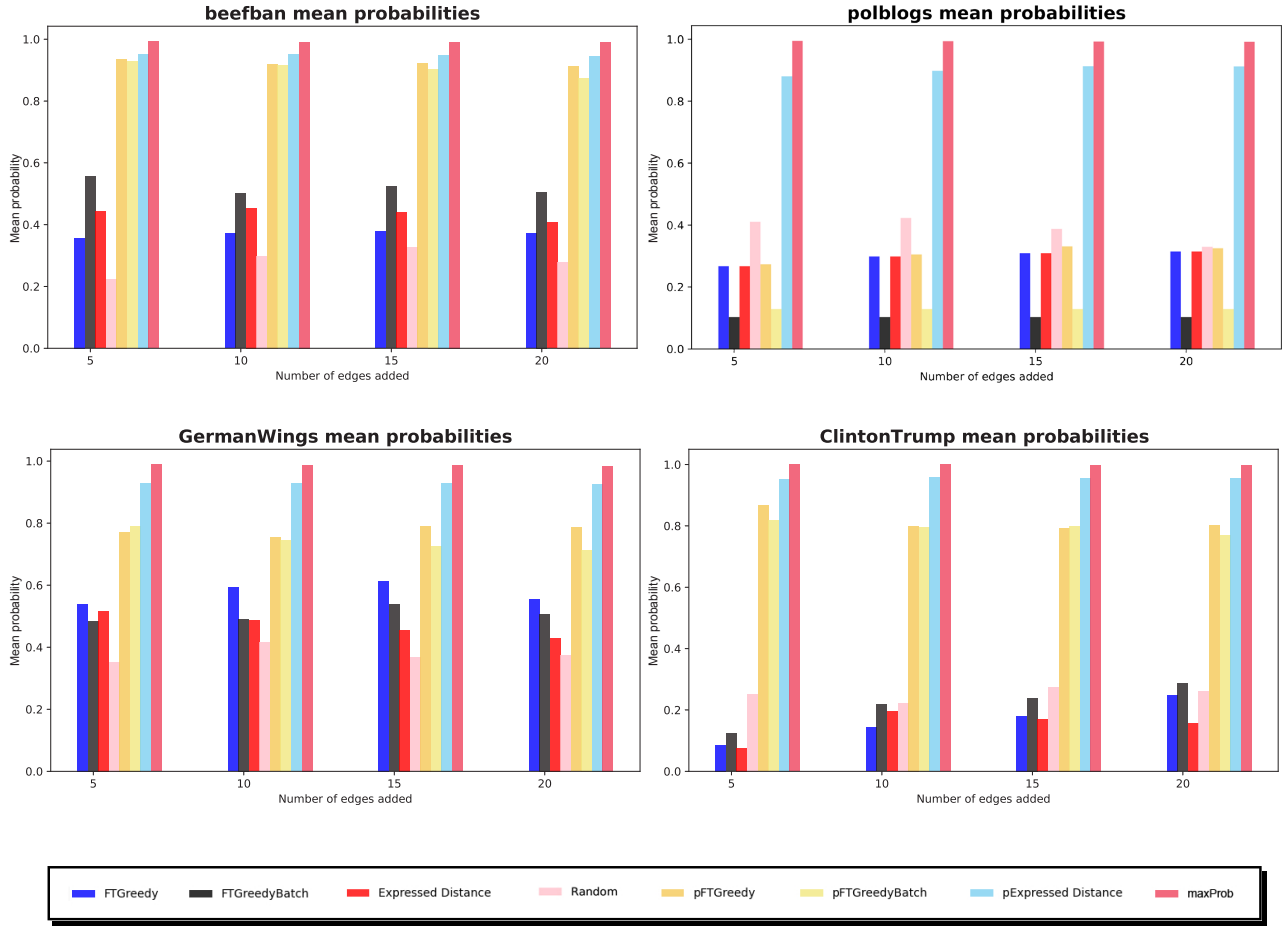 beefban mean probabilities
1.0
0.8
0.6
0.4
0.2
0.0
Mean probability
5 10 15 20
Number of edges added
polblogs mean probabilities
1.0
0.8
0.6
0.4
0.2
0.0
Mean probability
5 10 15 20
Number of edges added
GermanWings mean probabilities
1.0
0.8
0.6
0.4
0.2
0.0
Mean probability
5 10 15 20
Number of edges added
ClintonTrump mean probabilities
1.0
0.8
0.6
0.4
0.2
0.0
Mean probability
5 10 15 20
Number of edges added
FTGreedy FTGreedyBatch Expressed Distance Random pFTGreedy pFTGreedyBatch pExpressed Distance maxProb